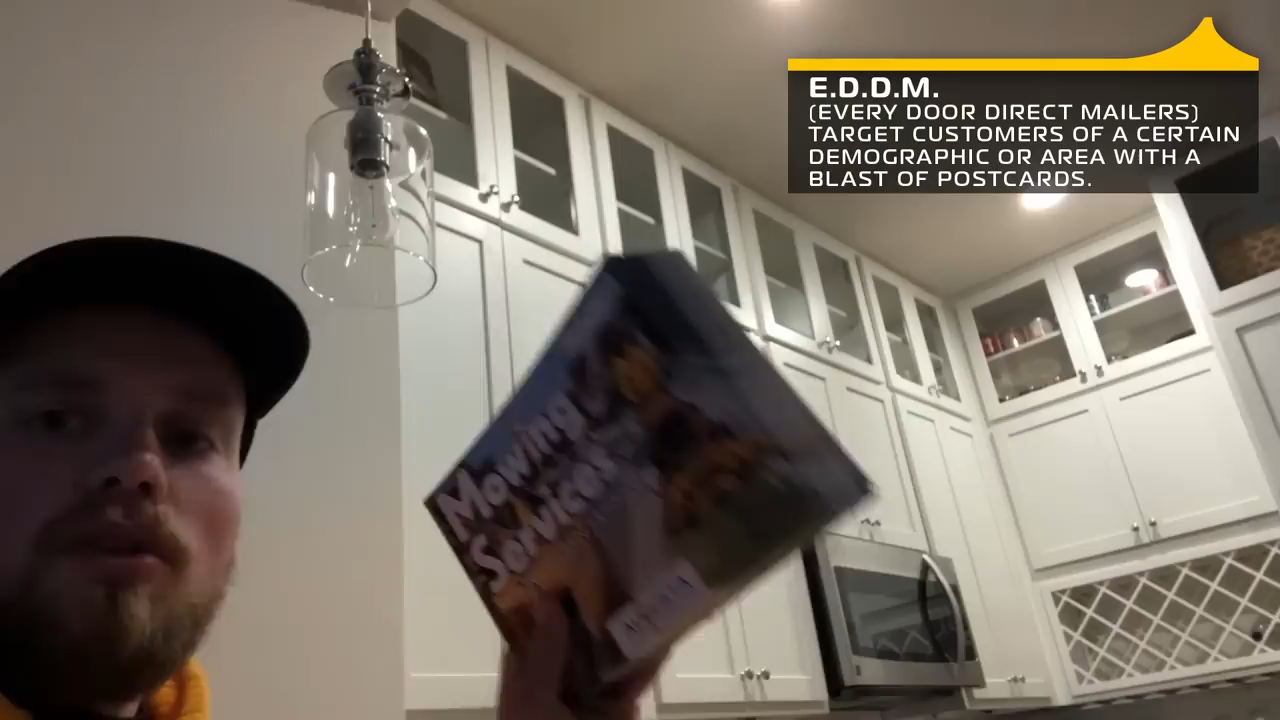 E.D.D.M.
(EVERY DOOR DIRECT MAILERS)
TARGET CUSTOMERS OF A CERTAIN
DEMOGRAPHIC OR AREA WITH A
BLAST OF POSTCARDS.
Mowing
Services